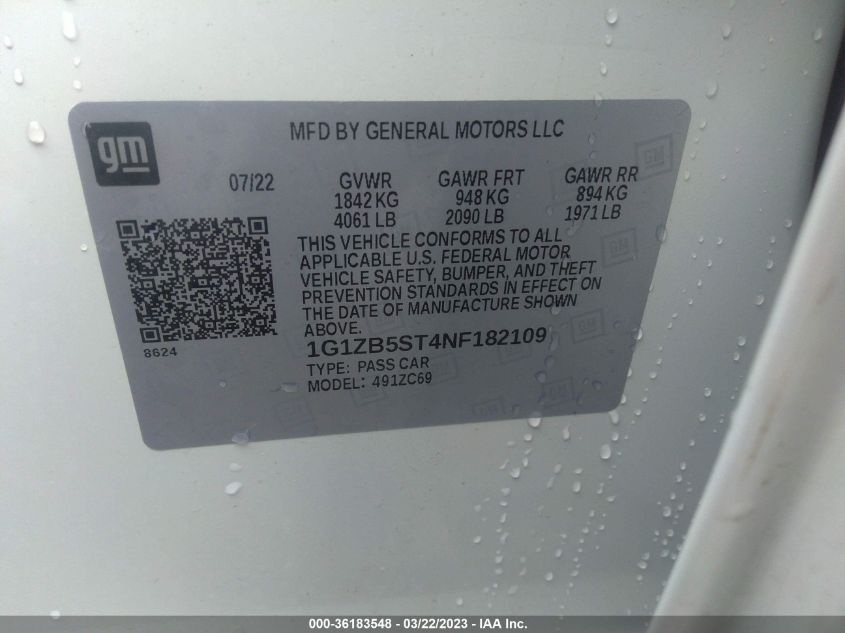 gm
MFD BY GENERAL MOTORS LLC
07/22 GVWR GAWR FRT GAWR RR
1842 KG 948 KG 894 KG
4061 LB 2090 LB 1971 LB
THIS VEHICLE CONFORMS TO ALL
APPLICABLE U.S. FEDERAL MOTOR
VEHICLE SAFETY, BUMPER, AND THEFT
PREVENTION STANDARDS IN EFFECT ON
THE DATE OF MANUFACTURE SHOWN
ABOVE.
8624
1G1ZB5ST4NF182109
TYPE: PASS CAR
MODEL: 491ZC69
000-36183548 - 03/22/2023 - IAA Inc.